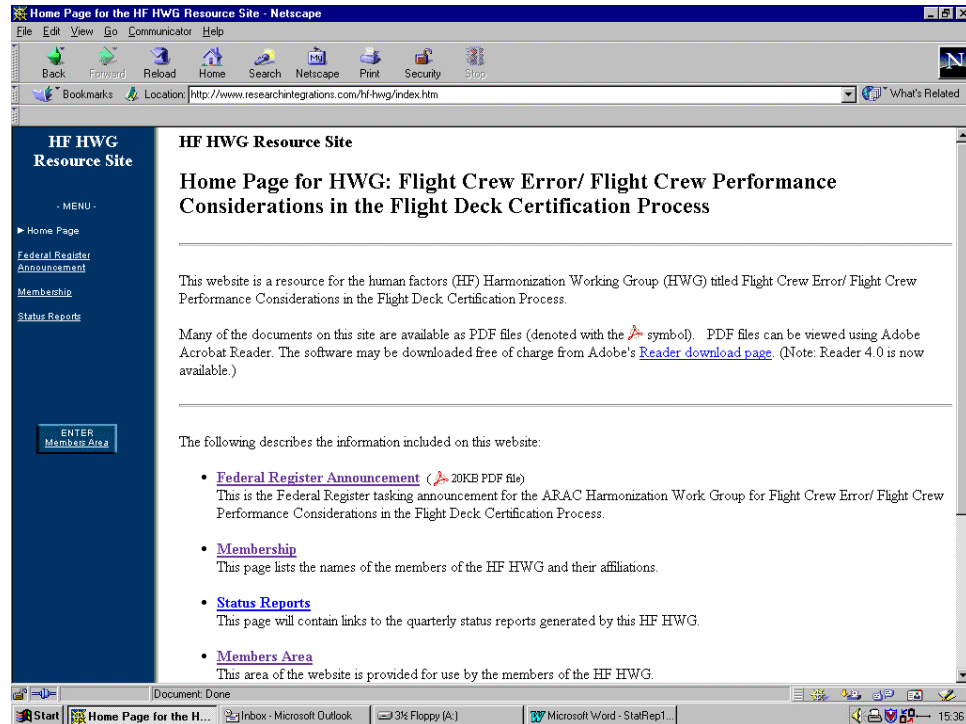 Home Page for the HF HWG Resource Site - Netscape
File Edit View Go Communicator Help
Back Forward Reload Home Search Netscape Print Security Stop
My
N
Bookmarks Location: http://www.researchintegrations.com/hf-hwg/index.htm What's Related
HF HWG
Resource Site
- MENU -
Home Page
Federal Register
Announcement
Membership
Status Reports
ENTER
Members Area
HF HWG Resource Site
Home Page for HWG: Flight Crew Error/ Flight Crew Performance
Considerations in the Flight Deck Certification Process
This website is a resource for the human factors (HF) Harmonization Working Group (HWG) titled Flight Crew Error/ Flight Crew
Performance Considerations in the Flight Deck Certification Process.
Many of the documents on this site are available as PDF files (denoted with the symbol). PDF files can be viewed using Adobe
Acrobat Reader. The software may be downloaded free of charge from Adobe's Reader download page. (Note: Reader 4.0 is now
available.)
The following describes the information included on this website:
• Federal Register Announcement ( 20KB PDF file)
This is the Federal Register tasking announcement for the ARAC Harmonization Work Group for Flight Crew Error/ Flight Crew
Performance Considerations in the Flight Deck Certification Process.
• Membership
This page lists the names of the members of the HF HWG and their affiliations.
• Status Reports
This page will contain links to the quarterly status reports generated by this HF HWG.
• Members Area
This area of the website is provided for use by the members of the HF HWG.
Document: Done
Start Home Page for the H... Inbox - Microsoft Outlook 3½ Floppy (A:) Microsoft Word - StatRep1... 15:36